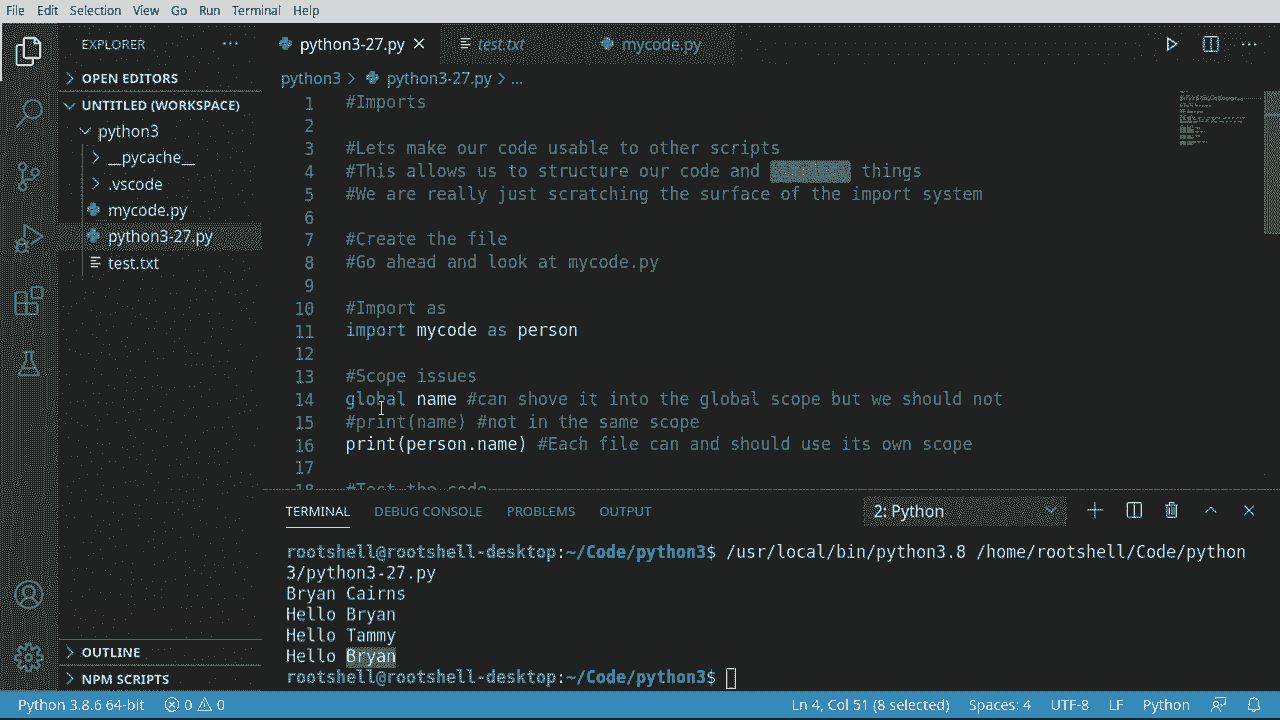 File Edit Selection View Go Run Terminal Help
EXPLORER ...
python3-27.py
test.txt
mycode.py
OPEN EDITORS
UNTITLED (WORKSPACE)
python3
__pycache__
.vscode
mycode.py
python3-27.py
test.txt
OUTLINE
NPM SCRIPTS
python3 > python3-27.py > ...
1 #Imports
2
3 #Lets make our code usable to other scripts
4 #This allows us to structure our code and things
5 #We are really just scratching the surface of the import system
6
7 #Create the file
8 #Go ahead and look at mycode.py
9
10 #Import as
11 import mycode as person
12
13 #Scope issues
14 global name #can shove it into the global scope but we should not
15 #print(name) #not in the same scope
16 print(person.name) #Each file can and should use its own scope
17
18 #Test the code
TERMINAL DEBUG CONSOLE PROBLEMS OUTPUT 2: Python
rootshell@rootshell-desktop:~/Code/python3$ /usr/local/bin/python3.8 /home/rootshell/Code/python
3/python3-27.py
Bryan Cairns
Hello Bryan
Hello Tammy
Hello Bryan
rootshell@rootshell-desktop:~/Code/python3$
Python 3.8.6 64-bit 0 0 Ln 4, Col 51 (8 selected) Spaces: 4 UTF-8 LF Python